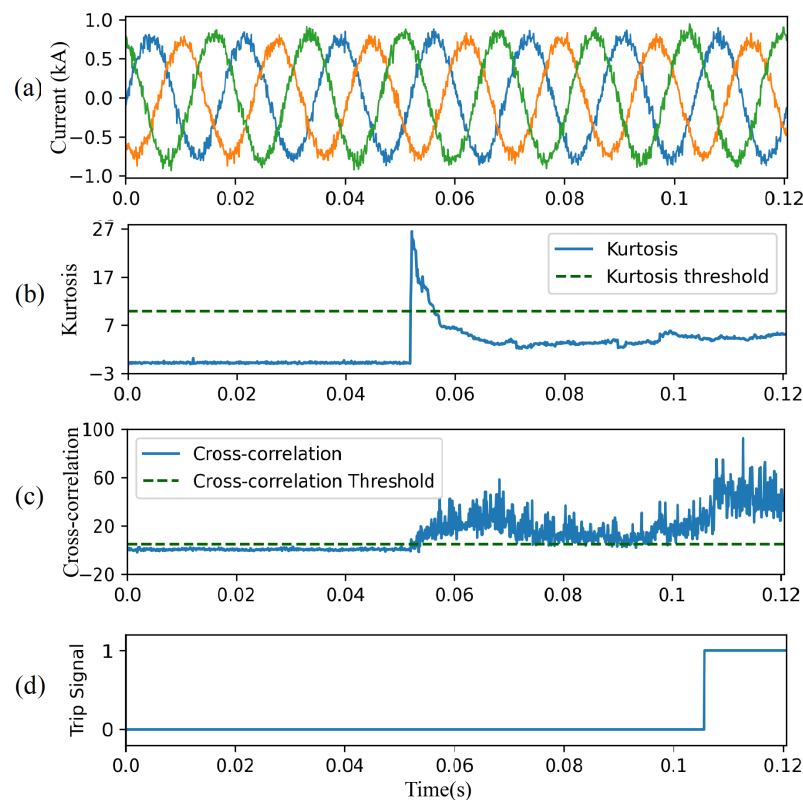 (a)
Current (kA)
1.0
0.5
0.0
−0.5
−1.0
0.0 0.02 0.04 0.06 0.08 0.1 0.12
(b)
Kurtosis
27
17
7
−3
Kurtosis
Kurtosis threshold
0.0 0.02 0.04 0.06 0.08 0.1 0.12
(c)
Cross-correlation
100
60
20
−20
Cross-correlation
Cross-correlation Threshold
0.0 0.02 0.04 0.06 0.08 0.1 0.12
(d)
Trip Signal
1
0
0.0 0.02 0.04 0.06 0.08 0.1 0.12
Time(s)